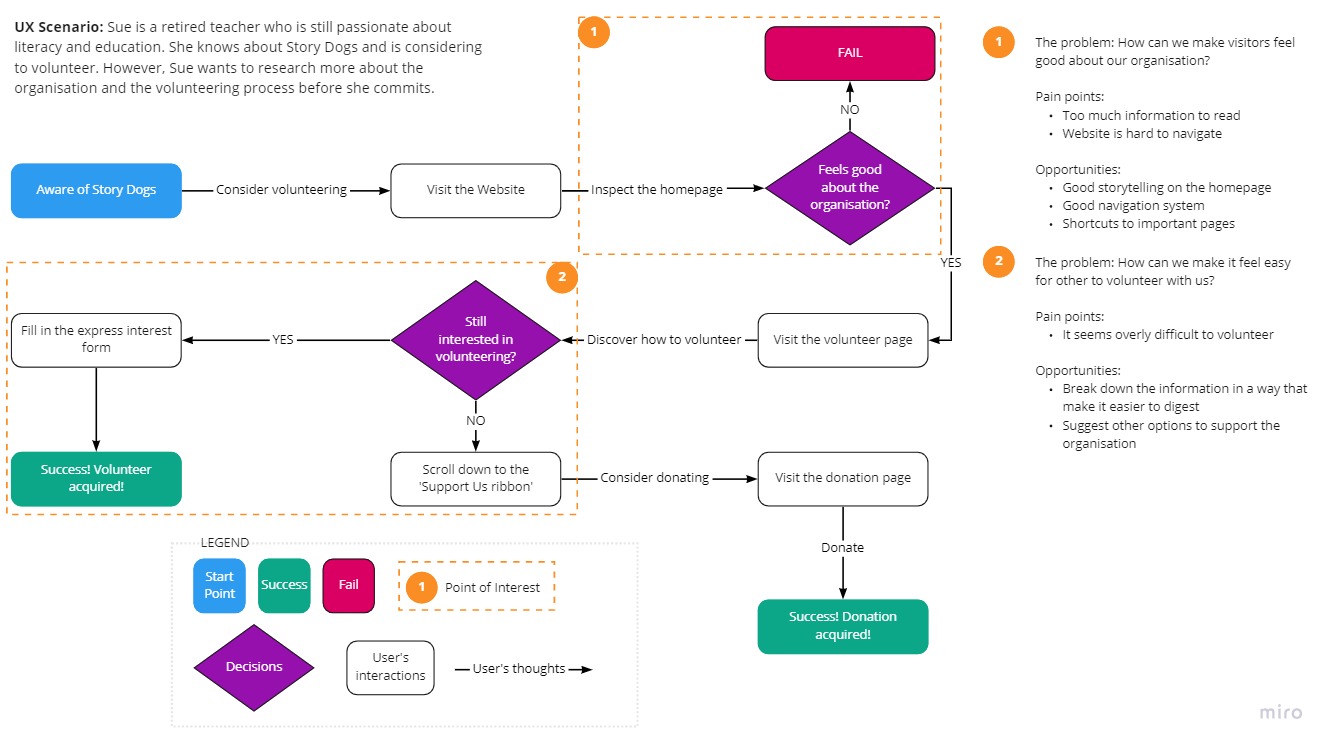 UX Scenario: Sue is a retired teacher who is still passionate about
literacy and education. She knows about Story Dogs and is considering
to volunteer. However, Sue wants to research more about the
organisation and the volunteering process before she commits.
1
FAIL
NO
Feels good
about the
organisation?
Aware of Story Dogs
Consider volunteering
Visit the Website
Inspect the homepage
YES
2
Fill in the express interest
form
YES
Still
interested in
volunteering?
Discover how to volunteer
Visit the volunteer page
NO
Success! Volunteer
acquired!
Scroll down to the
'Support Us ribbon'
Consider donating
Visit the donation page
Donate
Success! Donation
acquired!
LEGEND
Start
Point
Success
Fail
1
Point of Interest
Decisions
User's
interactions
User's thoughts
1
The problem: How can we make visitors feel
good about our organisation?
Pain points:
• Too much information to read
• Website is hard to navigate
Opportunities:
• Good storytelling on the homepage
• Good navigation system
• Shortcuts to important pages
2
The problem: How can we make it feel easy
for other to volunteer with us?
Pain points:
• It seems overly difficult to volunteer
Opportunities:
• Break down the information in a way that
make it easier to digest
• Suggest other options to support the
organisation
miro